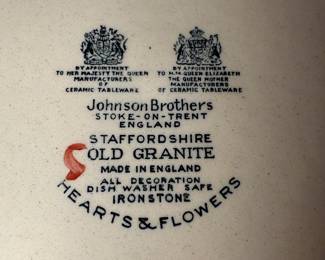 BY APPOINTMENT
TO HER MAJESTY THE QUEEN
MANUFACTURERS
OF
CERAMIC TABLEWARE
BY APPOINTMENT
TO H.M. QUEEN ELIZABETH
THE QUEEN MOTHER
MANUFACTURERS OF
CERAMIC TABLEWARE
Johnson Brothers
STOKE-ON-TRENT
ENGLAND
STAFFORDSHIRE
OLD GRANITE
MADE IN ENGLAND
ALL DECORATION
DISH WASHER SAFE
IRONSTONE
HEARTS & FLOWERS